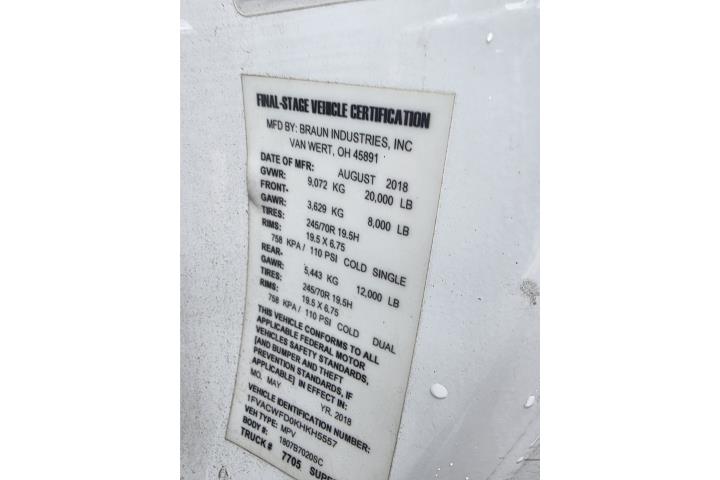 FINAL-STAGE VEHICLE CERTIFICATION
MFD BY: BRAUN INDUSTRIES, INC
VAN WERT, OH 45891
DATE OF MFR: AUGUST 2018
GVWR: 9,072 KG 20,000 LB
FRONT-
GAWR: 3,629 KG 8,000 LB
TIRES: 245/70R 19.5H
RIMS: 19.5 X 6.75
758 KPA / 110 PSI COLD SINGLE
REAR-
GAWR: 5,443 KG 12,000 LB
TIRES: 245/70R 19.5H
RIMS: 19.5 X 6.75
758 KPA / 110 PSI COLD DUAL
THIS VEHICLE CONFORMS TO ALL
APPLICABLE FEDERAL MOTOR
VEHICLES SAFETY STANDARDS,
[AND BUMPER AND THEFT
PREVENTION STANDARDS, IF
APPLICABLE] IN EFFECT IN:
MO. MAY YR. 2018
VEHICLE IDENTIFICATION NUMBER:
1FVACWFD0KHKH5557
VEH TYPE: MPV
BODY #: 1807B7020SC
TRUCK # 7705